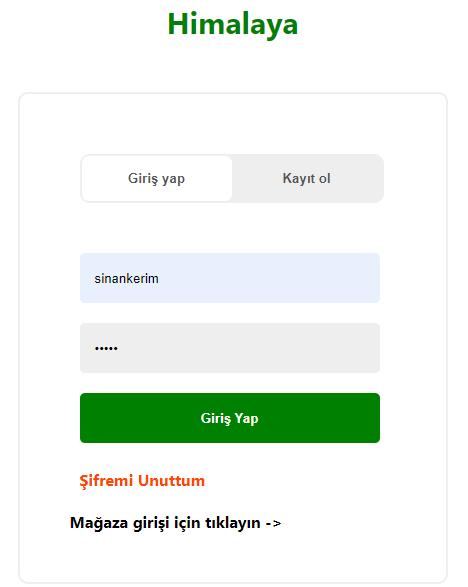 Himalaya
Giriş yap Kayıt ol
sinankerim
•••••
Giriş Yap
Şifremi Unuttum
Mağaza girişi için tıklayın ->